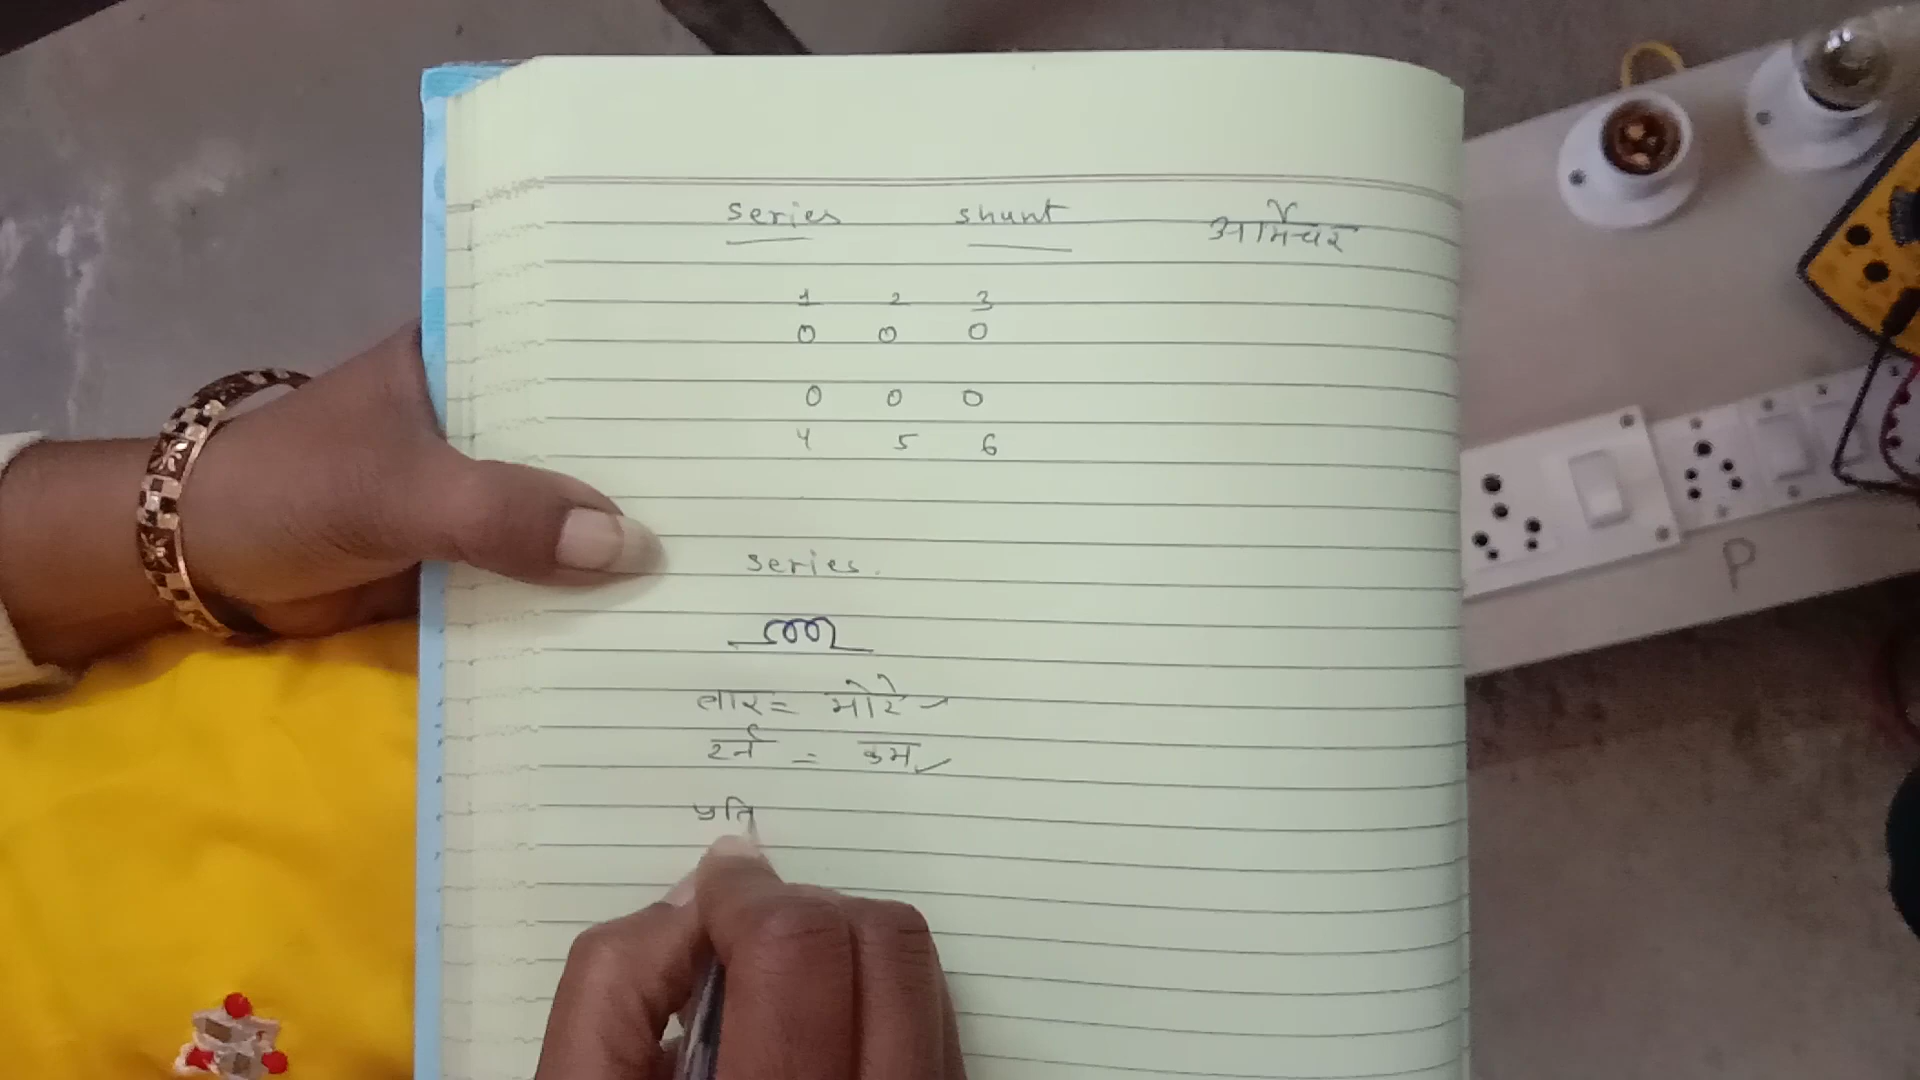 series shunt आर्मेचर
1 2 3
0 0 0
0 0 0
4 5 6
series.
तार = मोटे
टर्न = कम
प्रति
P